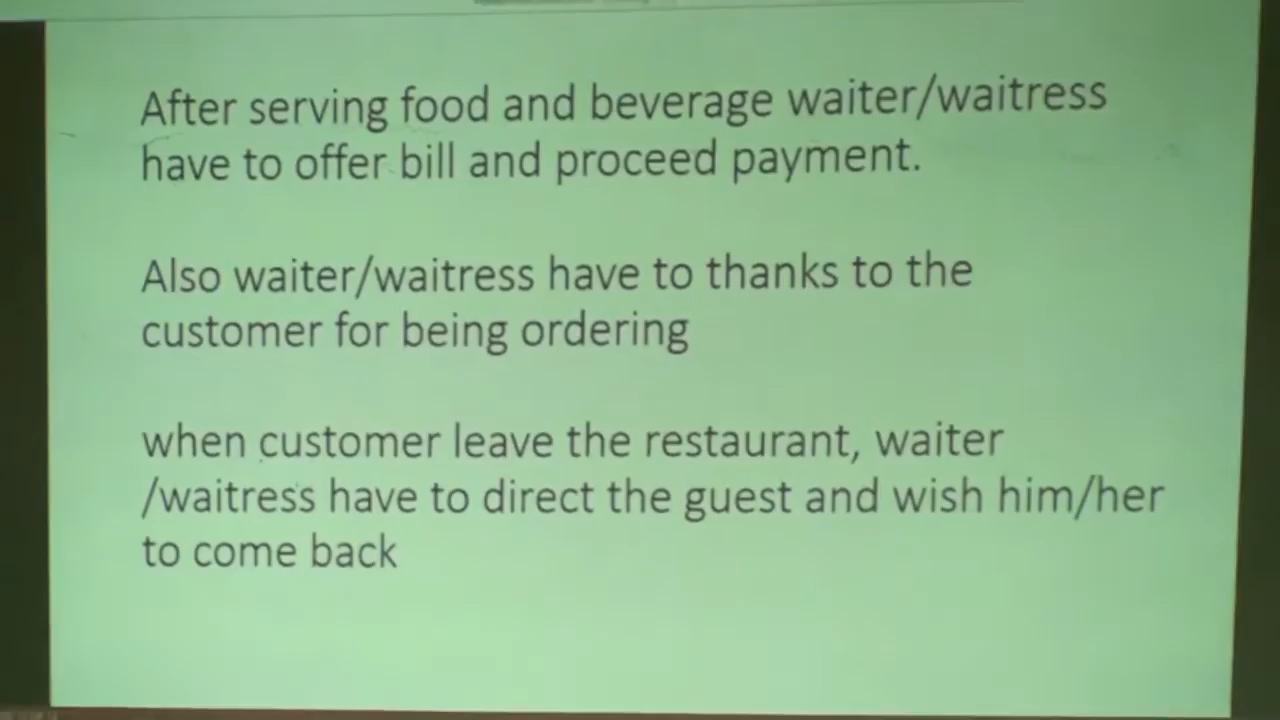 After serving food and beverage waiter/waitress
have to offer bill and proceed payment.
Also waiter/waitress have to thanks to the
customer for being ordering
when customer leave the restaurant, waiter
/waitress have to direct the guest and wish him/her
to come back